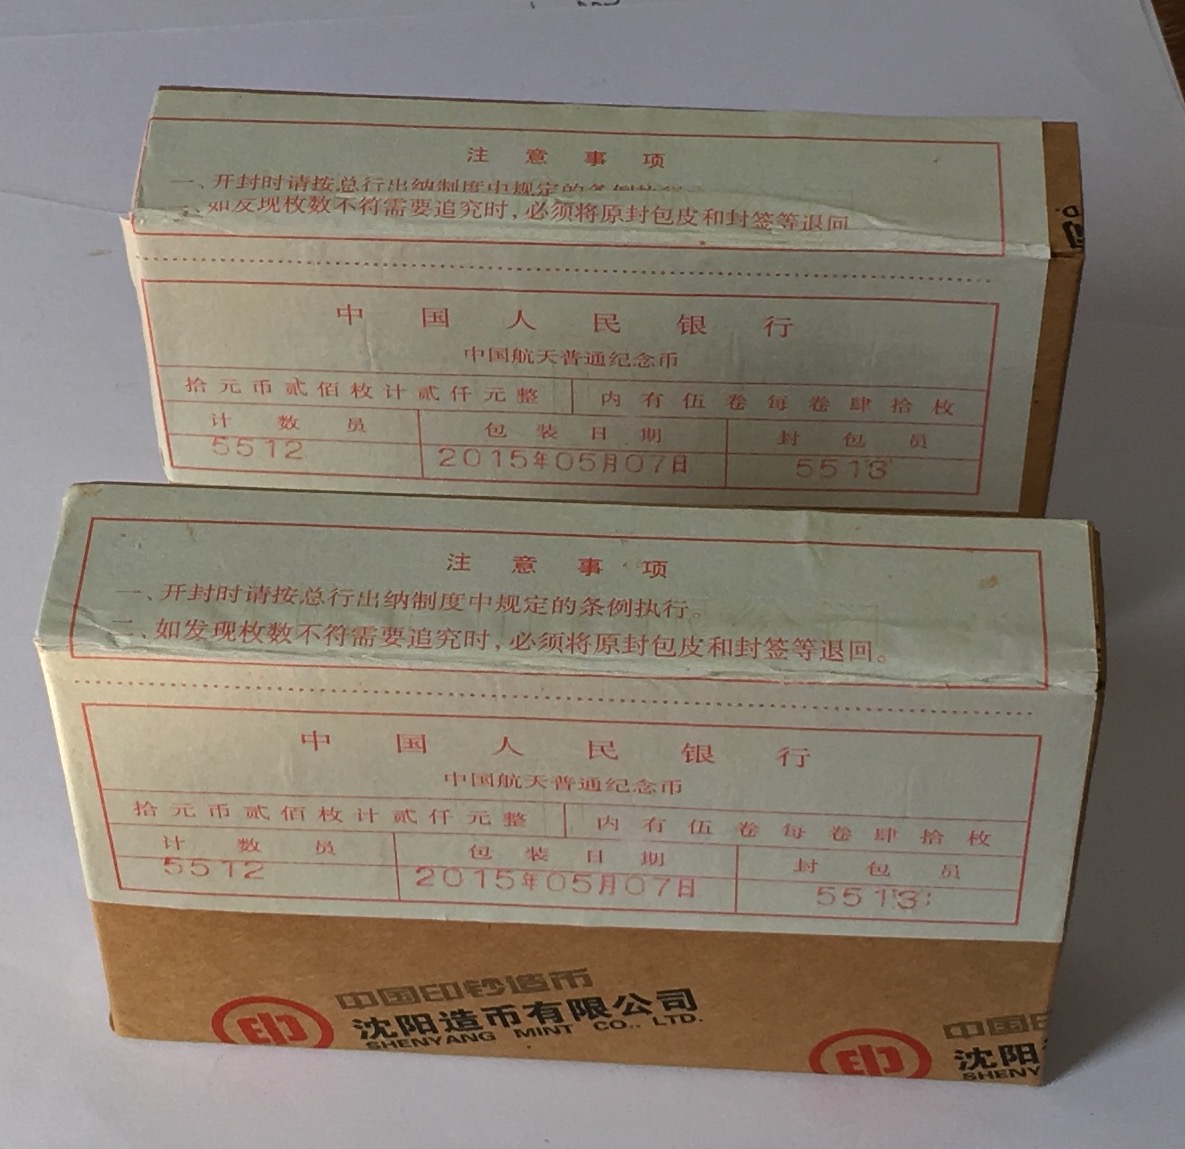 注意事项
一、开封时请按总行出纳制度中规定的条例执行
二、如发现枚数不符需要追究时,必须将原封包皮和封签等退回
中国人民银行
中国航天普通纪念币
拾元币贰佰枚计贰仟元整 内有伍卷每卷肆拾枚
计数员 包装日期 封包员
5512 2015年05月07日 5513
注意事项
一、开封时请按总行出纳制度中规定的条例执行。
二、如发现枚数不符需要追究时,必须将原封包皮和封签等退回。
中国人民银行
中国航天普通纪念币
拾元币贰佰枚计贰仟元整 内有伍卷每卷肆拾枚
计数员 包装日期 封包员
5512 2015年05月07日 5513
中国印钞造币
沈阳造币有限公司
SHENYANG MINT CO., LTD.
中国印
沈阳
SHENY